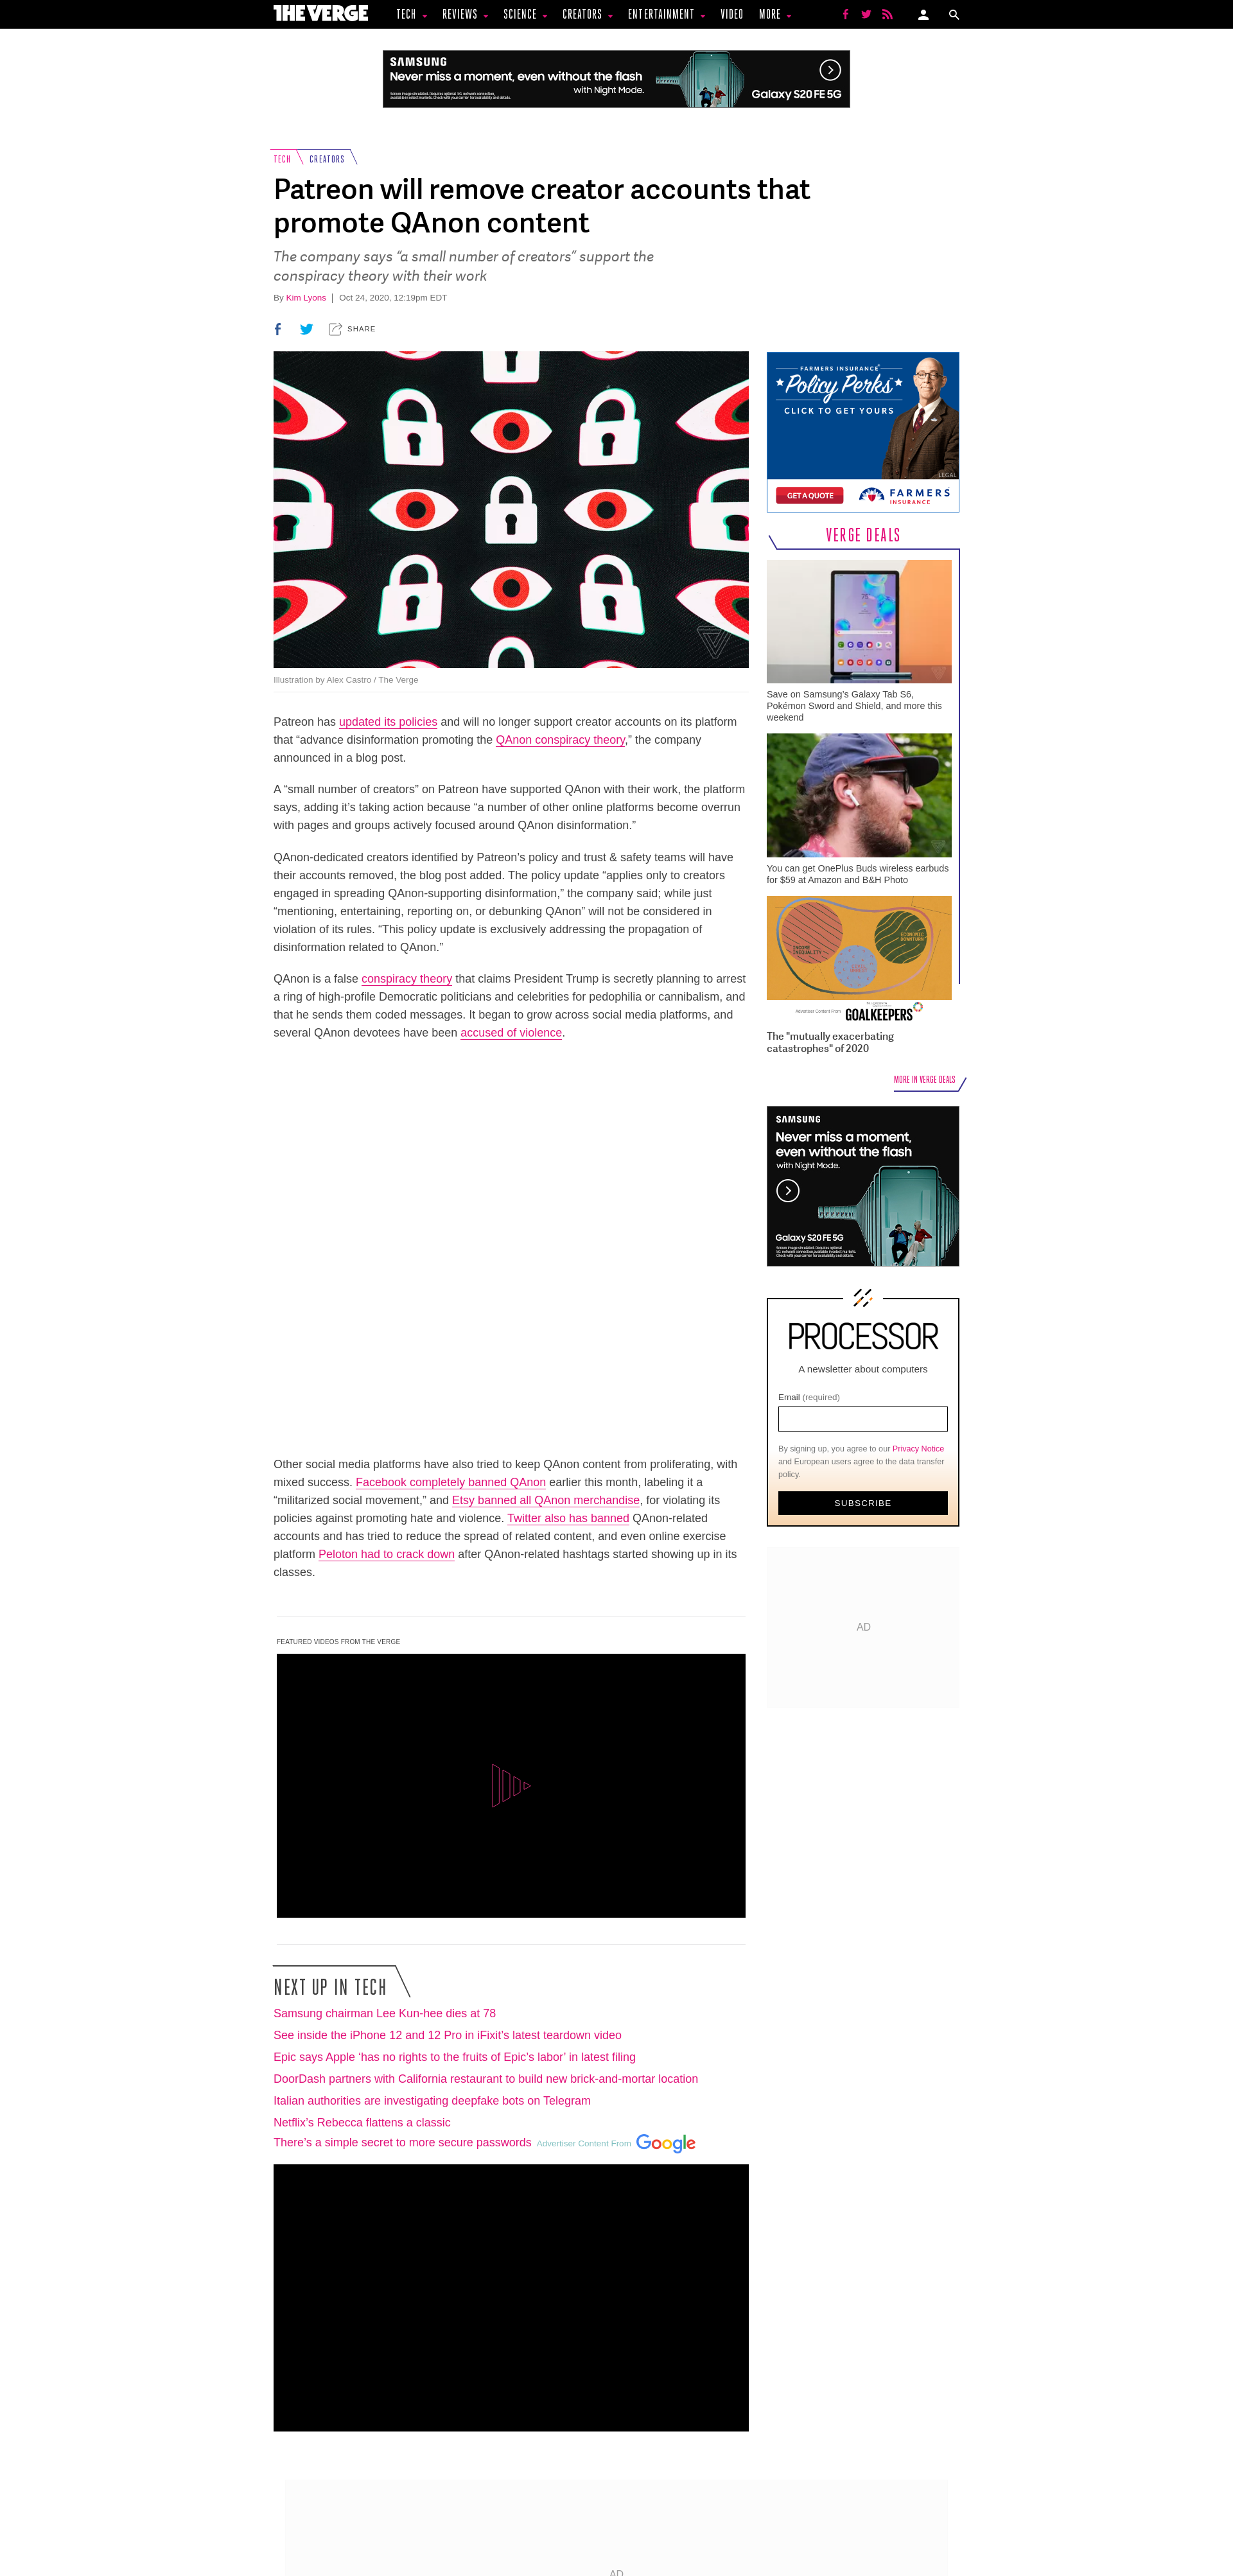 THE VERGE
TECH REVIEWS SCIENCE CREATORS ENTERTAINMENT VIDEO MORE
SAMSUNG
Never miss a moment, even without the flash
with Night Mode.
Galaxy S20 FE 5G
TECH CREATORS
Patreon will remove creator accounts that
promote QAnon content
The company says “a small number of creators” support the
conspiracy theory with their work
By Kim Lyons | Oct 24, 2020, 12:19pm EDT
SHARE
Illustration by Alex Castro / The Verge
Patreon has updated its policies and will no longer support creator accounts on its platform
that “advance disinformation promoting the QAnon conspiracy theory,” the company
announced in a blog post.
A “small number of creators” on Patreon have supported QAnon with their work, the platform
says, adding it’s taking action because “a number of other online platforms become overrun
with pages and groups actively focused around QAnon disinformation.”
QAnon-dedicated creators identified by Patreon’s policy and trust & safety teams will have
their accounts removed, the blog post added. The policy update “applies only to creators
engaged in spreading QAnon-supporting disinformation,” the company said; while just
“mentioning, entertaining, reporting on, or debunking QAnon” will not be considered in
violation of its rules. “This policy update is exclusively addressing the propagation of
disinformation related to QAnon.”
QAnon is a false conspiracy theory that claims President Trump is secretly planning to arrest
a ring of high-profile Democratic politicians and celebrities for pedophilia or cannibalism, and
that he sends them coded messages. It began to grow across social media platforms, and
several QAnon devotees have been accused of violence.
Other social media platforms have also tried to keep QAnon content from proliferating, with
mixed success. Facebook completely banned QAnon earlier this month, labeling it a
“militarized social movement,” and Etsy banned all QAnon merchandise, for violating its
policies against promoting hate and violence. Twitter also has banned QAnon-related
accounts and has tried to reduce the spread of related content, and even online exercise
platform Peloton had to crack down after QAnon-related hashtags started showing up in its
classes.
FEATURED VIDEOS FROM THE VERGE
NEXT UP IN TECH
Samsung chairman Lee Kun-hee dies at 78
See inside the iPhone 12 and 12 Pro in iFixit’s latest teardown video
Epic says Apple ‘has no rights to the fruits of Epic’s labor’ in latest filing
DoorDash partners with California restaurant to build new brick-and-mortar location
Italian authorities are investigating deepfake bots on Telegram
Netflix’s Rebecca flattens a classic
There’s a simple secret to more secure passwords Advertiser Content From Google
FARMERS INSURANCE
Policy Perks
CLICK TO GET YOURS
LEGAL
GET A QUOTE
FARMERS
INSURANCE
VERGE DEALS
Save on Samsung’s Galaxy Tab S6,
Pokémon Sword and Shield, and more this
weekend
You can get OnePlus Buds wireless earbuds
for $59 at Amazon and B&H Photo
INCOME
INEQUALITY
ECONOMIC
DOWNTURN
Advertiser Content From
GOALKEEPERS
The "mutually exacerbating
catastrophes" of 2020
MORE IN VERGE DEALS
SAMSUNG
Never miss a moment,
even without the flash
with Night Mode.
Galaxy S20 FE 5G
PROCESSOR
A newsletter about computers
Email (required)
By signing up, you agree to our Privacy Notice
and European users agree to the data transfer
policy.
SUBSCRIBE
AD
AD